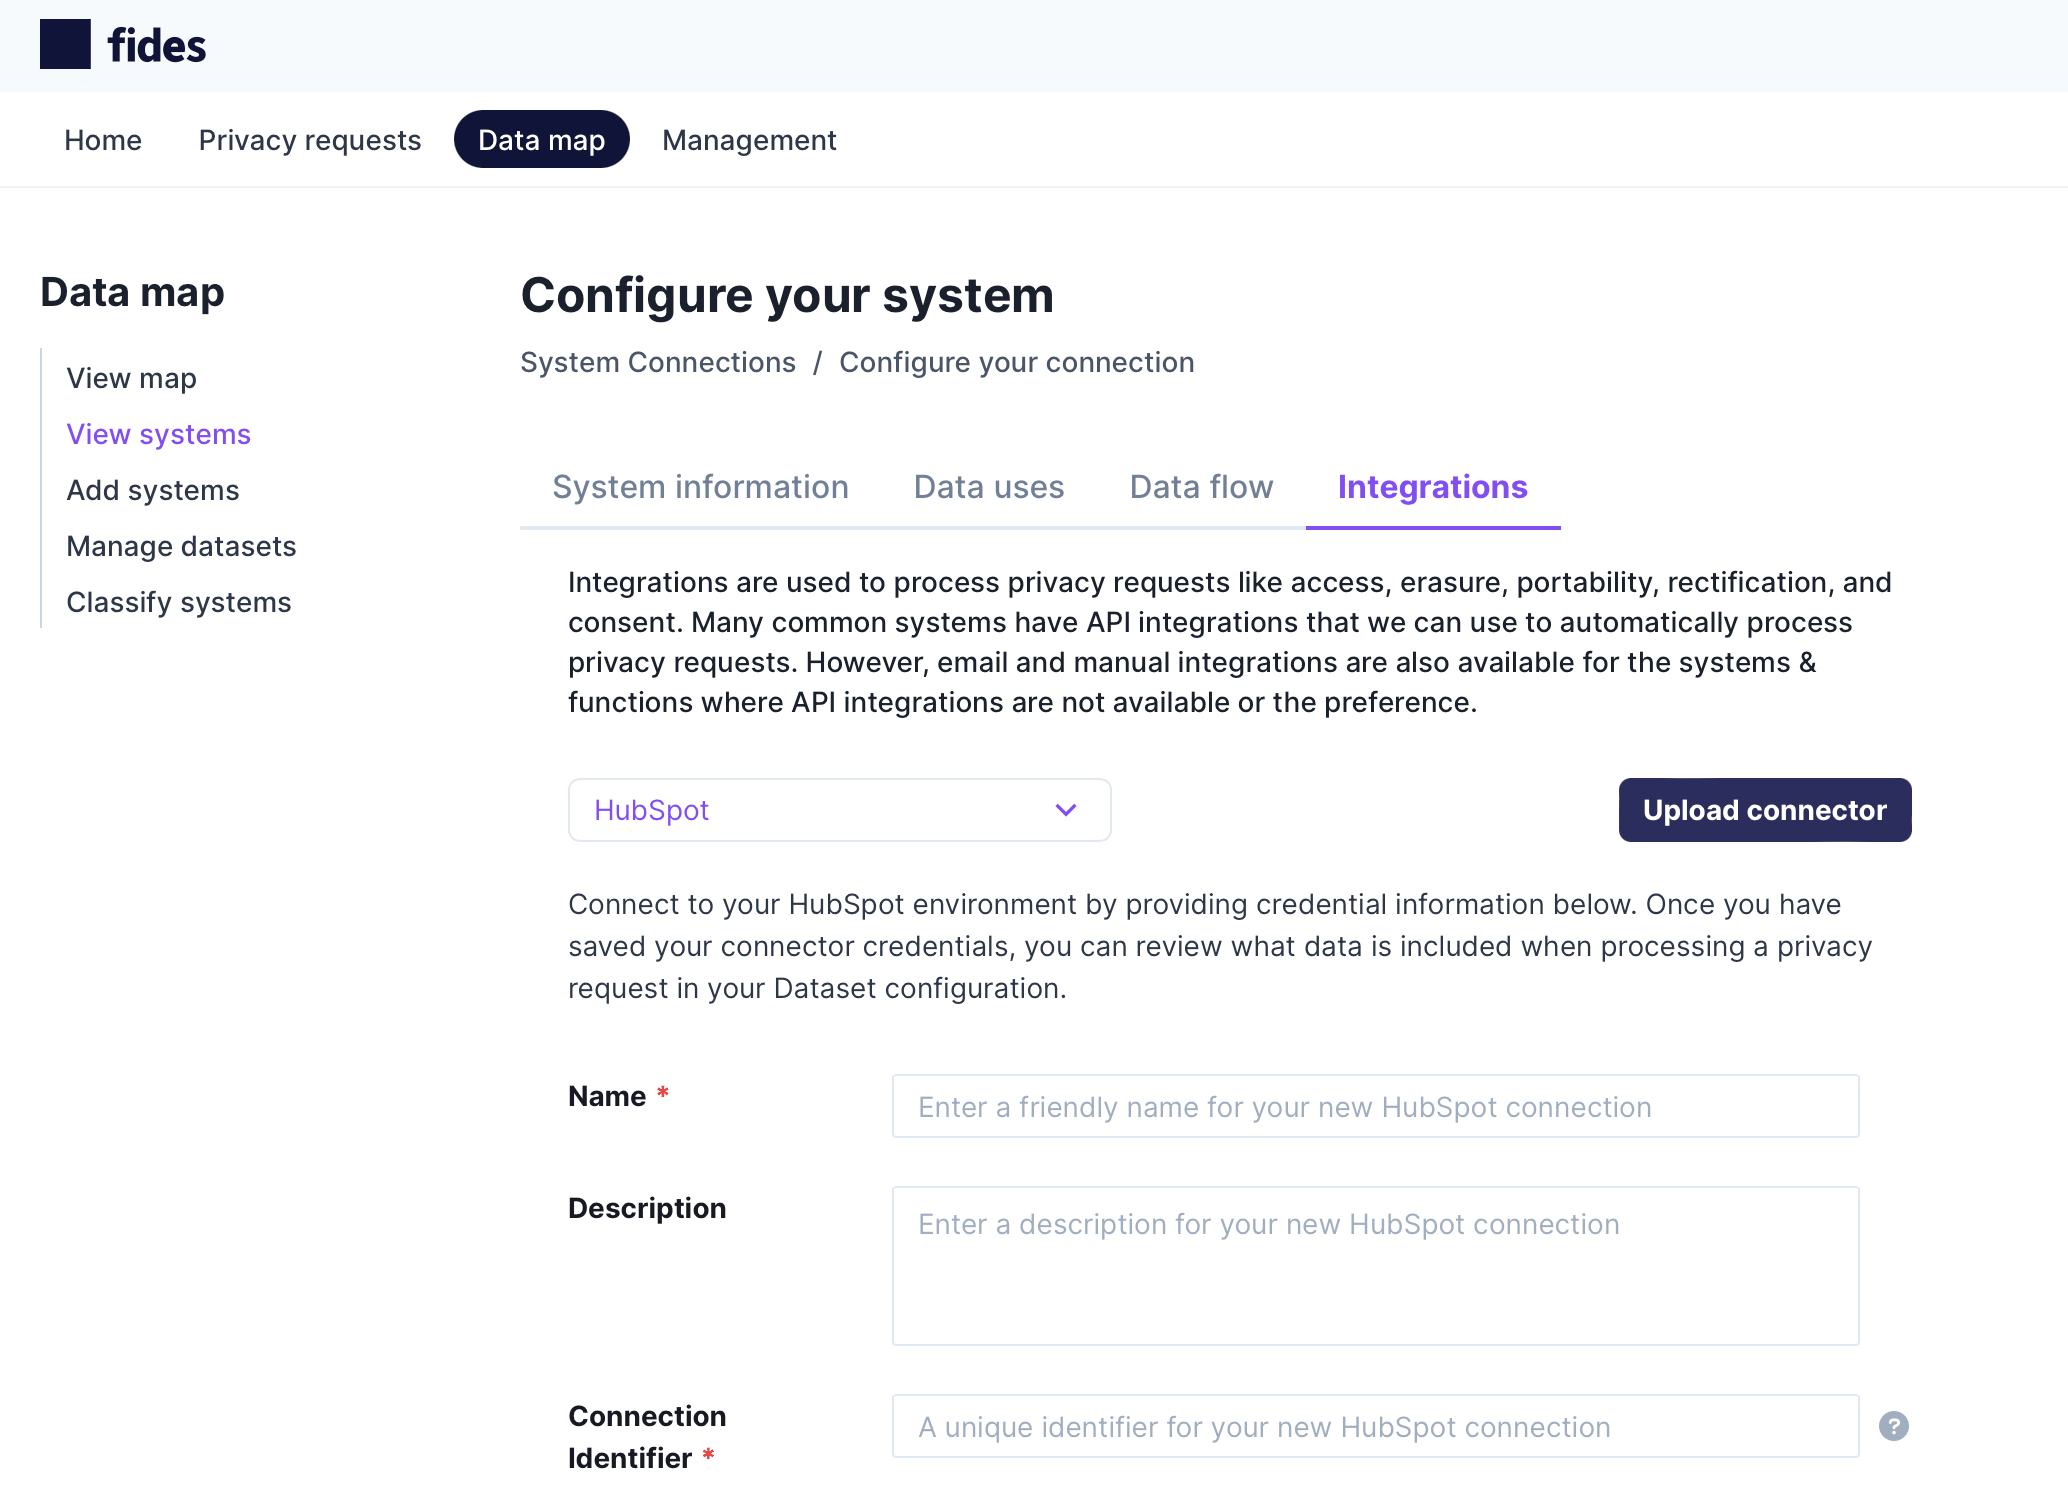 fides
Home
Privacy requests
Data map
Management
Data map
View map
View systems
Add systems
Manage datasets
Classify systems
Configure your system
System Connections / Configure your connection
System information
Data uses
Data flow
Integrations
Integrations are used to process privacy requests like access, erasure, portability, rectification, and
consent. Many common systems have API integrations that we can use to automatically process
privacy requests. However, email and manual integrations are also available for the systems &
functions where API integrations are not available or the preference.
HubSpot
Upload connector
Connect to your HubSpot environment by providing credential information below. Once you have
saved your connector credentials, you can review what data is included when processing a privacy
request in your Dataset configuration.
Name *
Enter a friendly name for your new HubSpot connection
Description
Enter a description for your new HubSpot connection
Connection
Identifier *
A unique identifier for your new HubSpot connection
?